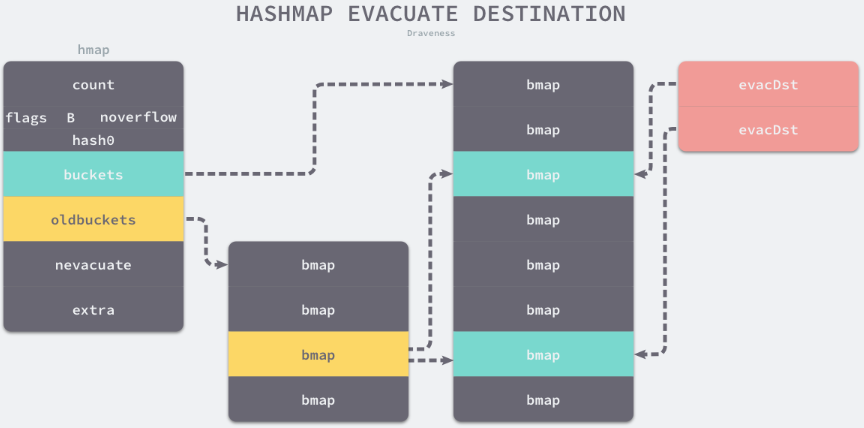 HASHMAP EVACUATE DESTINATION
Draveness
hmap
count
flags B noverflow
hash0
buckets
oldbuckets
nevacuate
extra
bmap
bmap
bmap
bmap
bmap
bmap
bmap
bmap
bmap
bmap
bmap
bmap
evacDst
evacDst